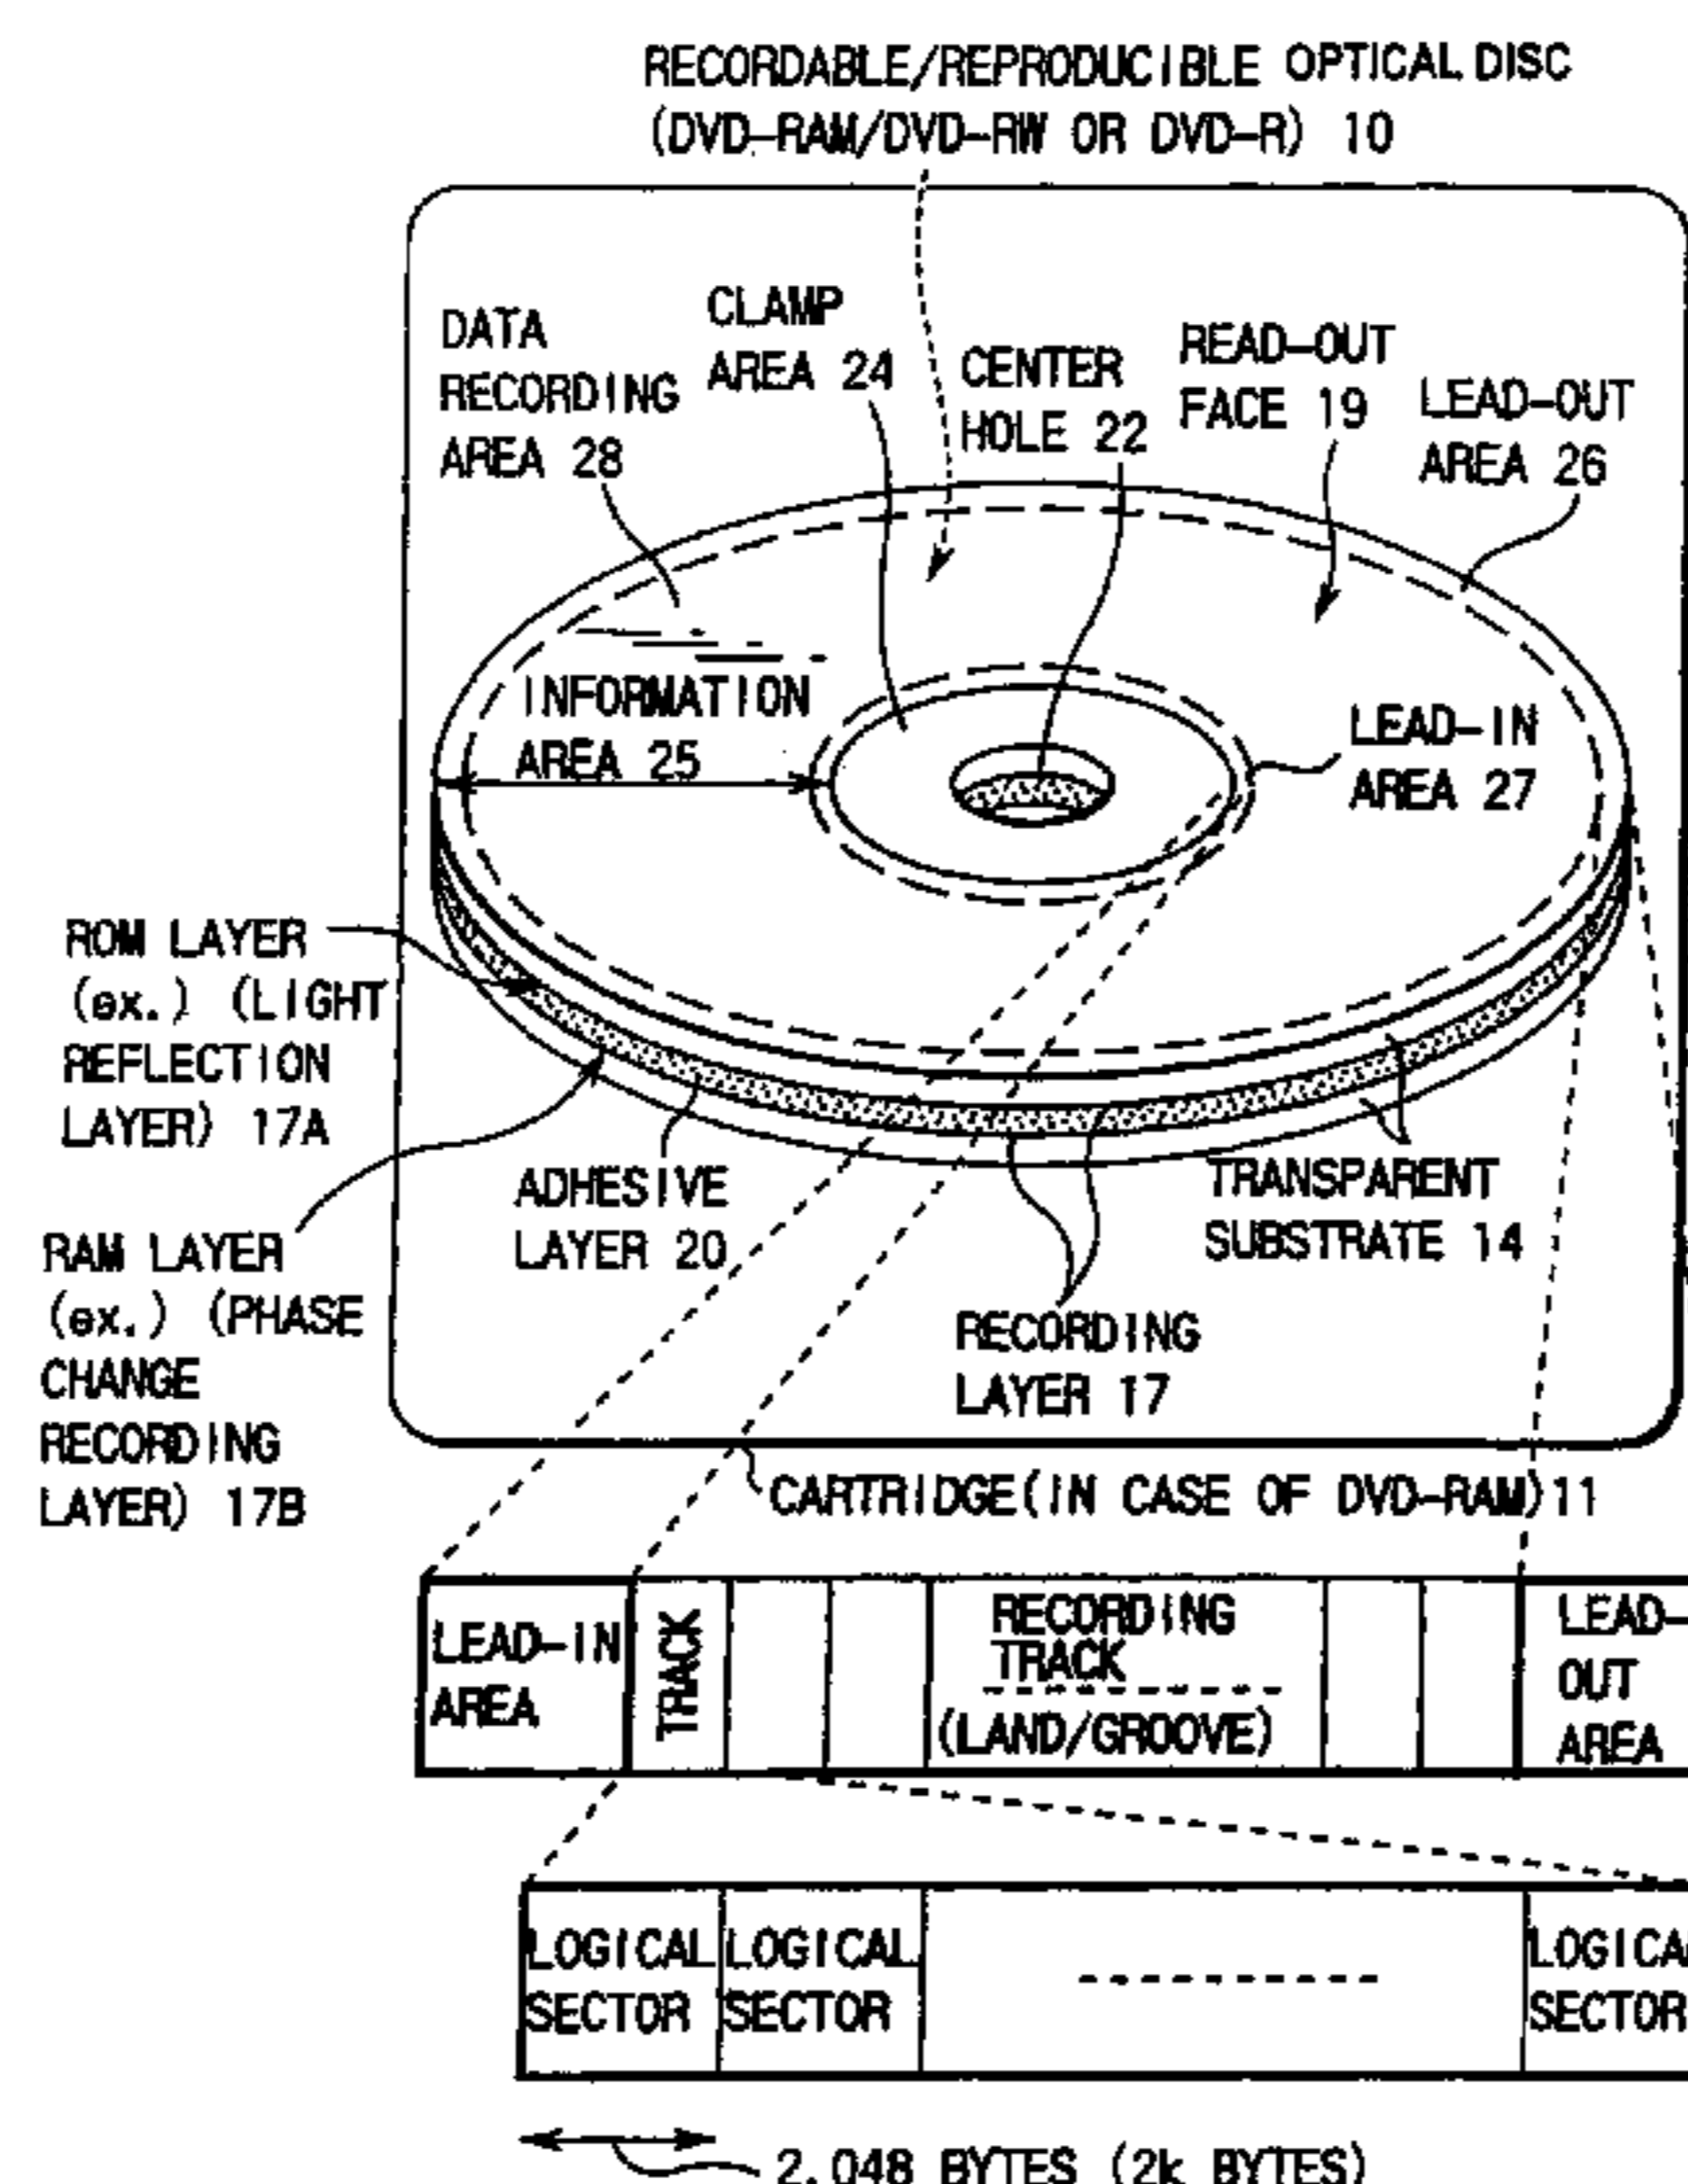 RECORDABLE/REPRODUCIBLE OPTICAL DISC
(DVD-RAM/DVD-RW OR DVD-R) 10
DATA
RECORDING
AREA 28
CLAMP
AREA 24
CENTER
HOLE 22
READ-OUT
FACE 19
LEAD-OUT
AREA 26
INFORMATION
AREA 25
LEAD-IN
AREA 27
ROM LAYER
(ex.) (LIGHT
REFLECTION
LAYER) 17A
RAM LAYER
(ex.) (PHASE
CHANGE
RECORDING
LAYER) 17B
ADHESIVE
LAYER 20
TRANSPARENT
SUBSTRATE 14
RECORDING
LAYER 17
CARTRIDGE(IN CASE OF DVD-RAM)11
LEAD-IN
AREA
TRACK
RECORDING
TRACK
(LAND/GROOVE)
LEAD-
OUT
AREA
LOGICAL
SECTOR
LOGICAL
SECTOR
LOGICA
SECTOR
2,048 BYTES (2k BYTES)